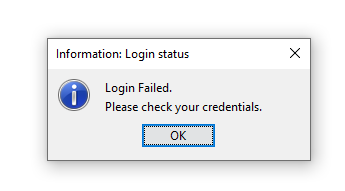 Information: Login status
Login Failed.
Please check your credentials.
OK